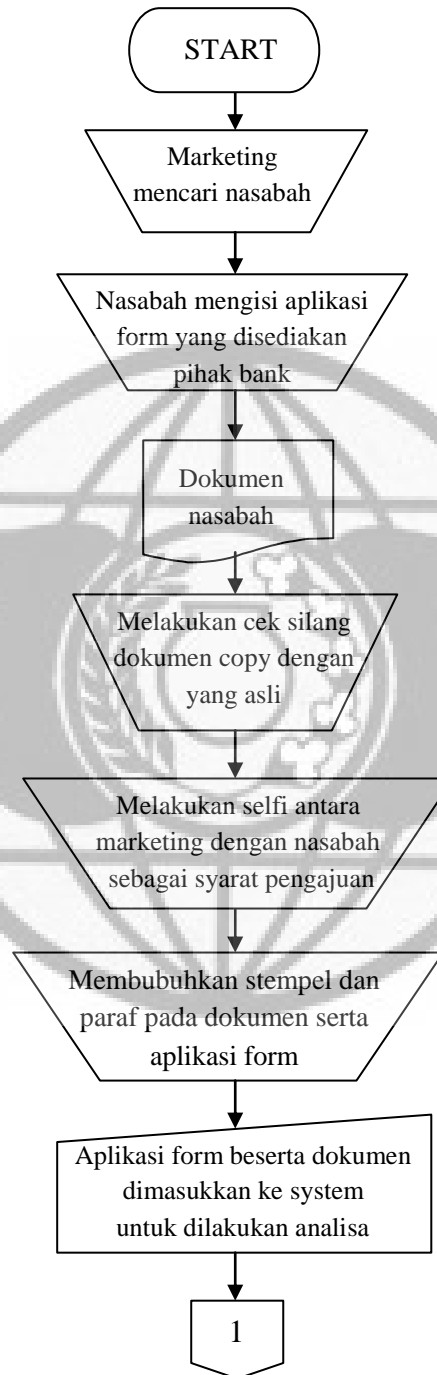 START
Marketing
mencari nasabah
Nasabah mengisi aplikasi
form yang disediakan
pihak bank
Dokumen
nasabah
Melakukan cek silang
dokumen copy dengan
yang asli
Melakukan selfi antara
marketing dengan nasabah
sebagai syarat pengajuan
Membubuhkan stempel dan
paraf pada dokumen serta
aplikasi form
Aplikasi form beserta dokumen
dimasukkan ke system
untuk dilakukan analisa
1